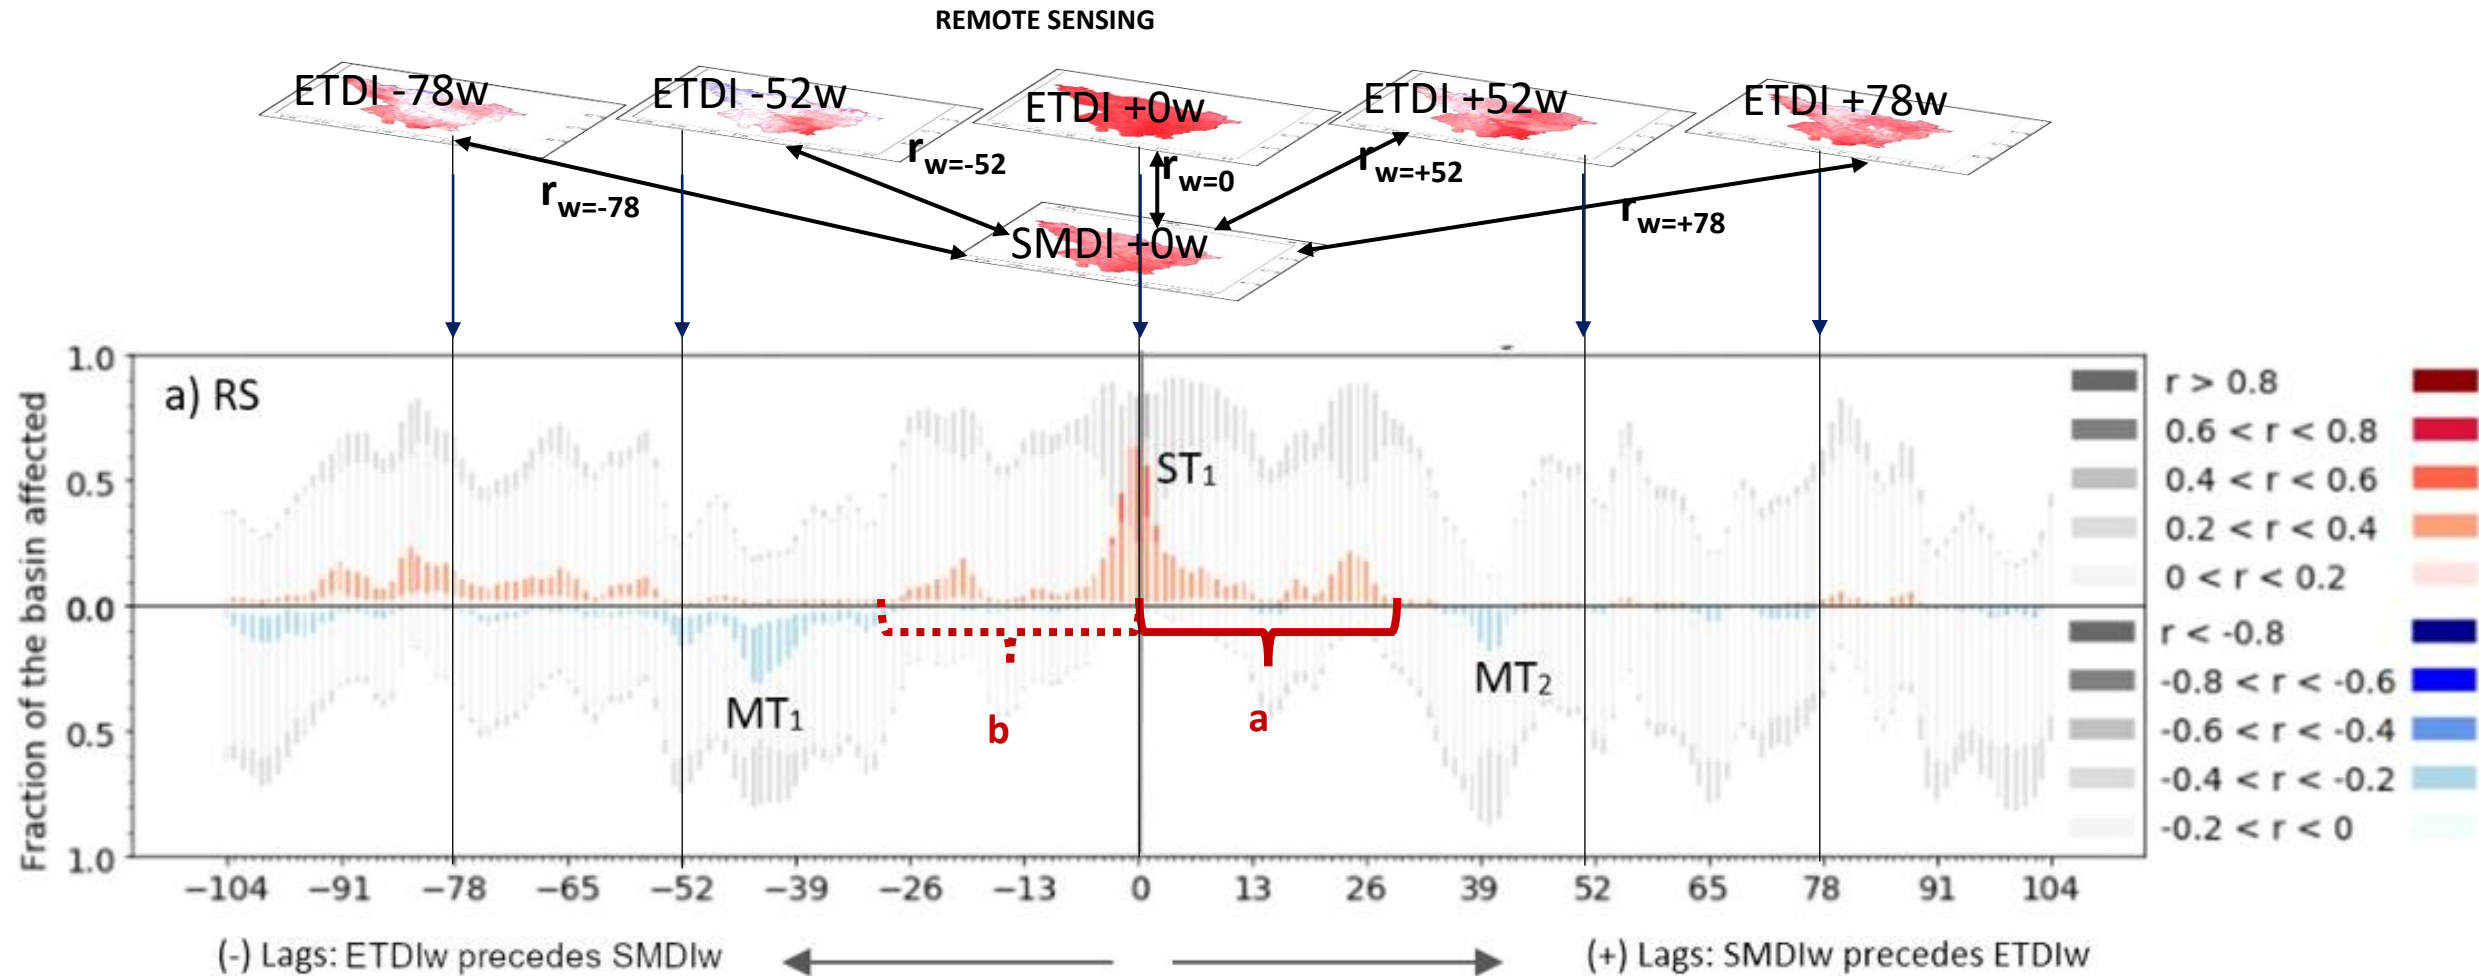 REMOTE SENSING
ETDI -78w
ETDI -52w
ETDI +0w
ETDI +52w
ETDI +78w
rw=-78
rw=-52
rw=0
rw=+52
rw=+78
SMDI +0w
a) RS
Fraction of the basin affected
1.0
0.5
0.0
0.0
0.5
1.0
ST1
MT1
MT2
b
a
r > 0.8
0.6 < r < 0.8
0.4 < r < 0.6
0.2 < r < 0.4
0 < r < 0.2
r < -0.8
-0.8 < r < -0.6
-0.6 < r < -0.4
-0.4 < r < -0.2
-0.2 < r < 0
−104 −91 −78 −65 −52 −39 −26 −13 0 13 26 39 52 65 78 91 104
(-) Lags: ETDIw precedes SMDIw
(+) Lags: SMDIw precedes ETDIw